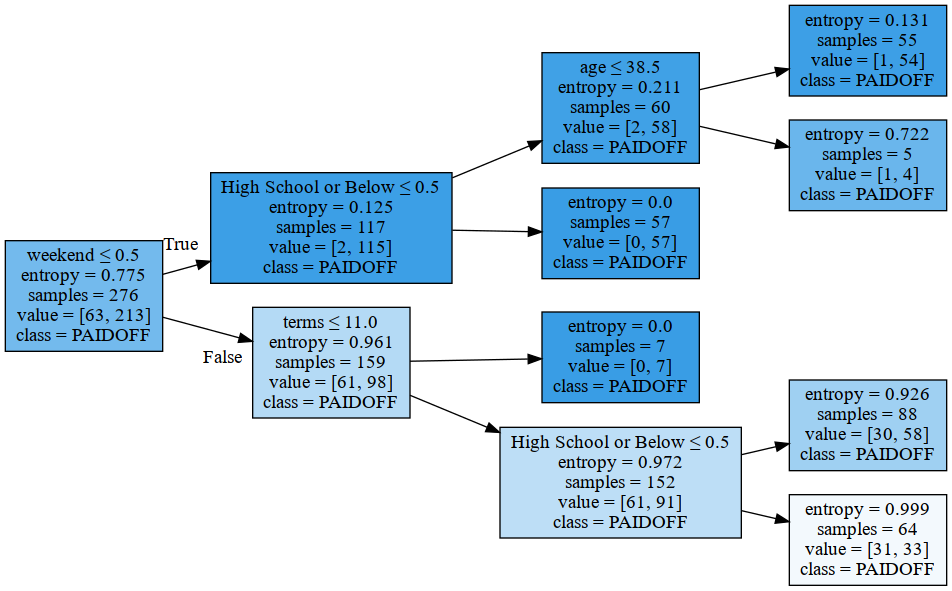 weekend ≤ 0.5
entropy = 0.775
samples = 276
value = [63, 213]
class = PAIDOFF
True
False
High School or Below ≤ 0.5
entropy = 0.125
samples = 117
value = [2, 115]
class = PAIDOFF
terms ≤ 11.0
entropy = 0.961
samples = 159
value = [61, 98]
class = PAIDOFF
age ≤ 38.5
entropy = 0.211
samples = 60
value = [2, 58]
class = PAIDOFF
entropy = 0.0
samples = 57
value = [0, 57]
class = PAIDOFF
entropy = 0.0
samples = 7
value = [0, 7]
class = PAIDOFF
High School or Below ≤ 0.5
entropy = 0.972
samples = 152
value = [61, 91]
class = PAIDOFF
entropy = 0.131
samples = 55
value = [1, 54]
class = PAIDOFF
entropy = 0.722
samples = 5
value = [1, 4]
class = PAIDOFF
entropy = 0.926
samples = 88
value = [30, 58]
class = PAIDOFF
entropy = 0.999
samples = 64
value = [31, 33]
class = PAIDOFF